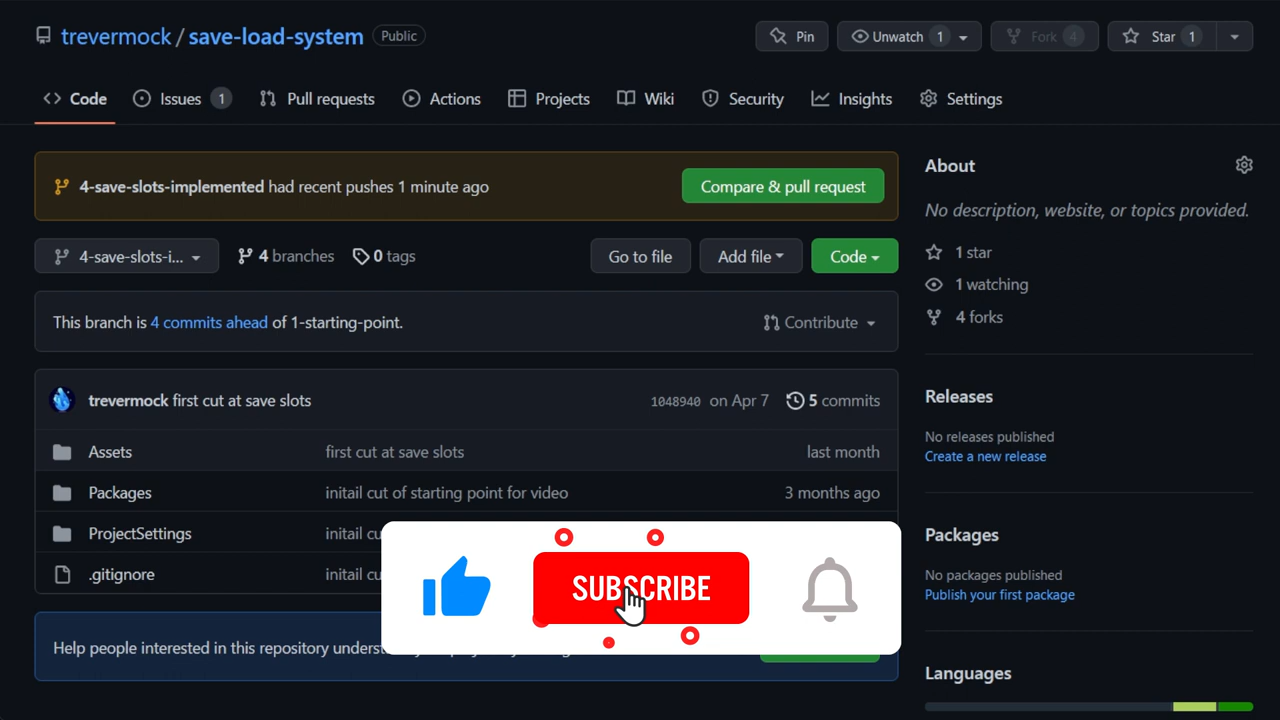 trevermock / save-load-system Public
Pin Unwatch 1 Fork 4 Star 1
Code Issues 1 Pull requests Actions Projects Wiki Security Insights Settings
4-save-slots-implemented had recent pushes 1 minute ago Compare & pull request
4-save-slots-i... 4 branches 0 tags Go to file Add file Code
This branch is 4 commits ahead of 1-starting-point. Contribute
trevermock first cut at save slots 1048940 on Apr 7 5 commits
Assets first cut at save slots last month
Packages initail cut of starting point for video 3 months ago
ProjectSettings initail cu
.gitignore initail cu
Help people interested in this repository underst
SUBSCRIBE
About
No description, website, or topics provided.
1 star
1 watching
4 forks
Releases
No releases published
Create a new release
Packages
No packages published
Publish your first package
Languages